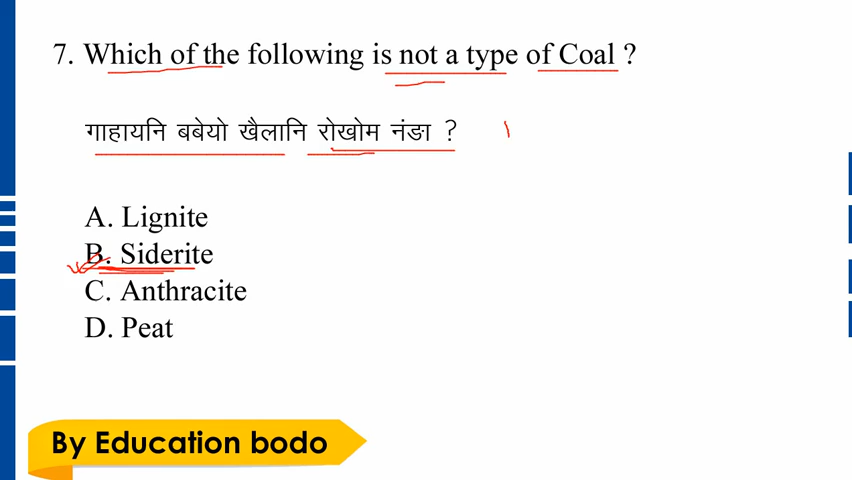 7. Which of the following is not a type of Coal ?
गाहायनि बबेयो खैलानि रोखोम नंङा ?
A. Lignite
B. Siderite
C. Anthracite
D. Peat
By Education bodo